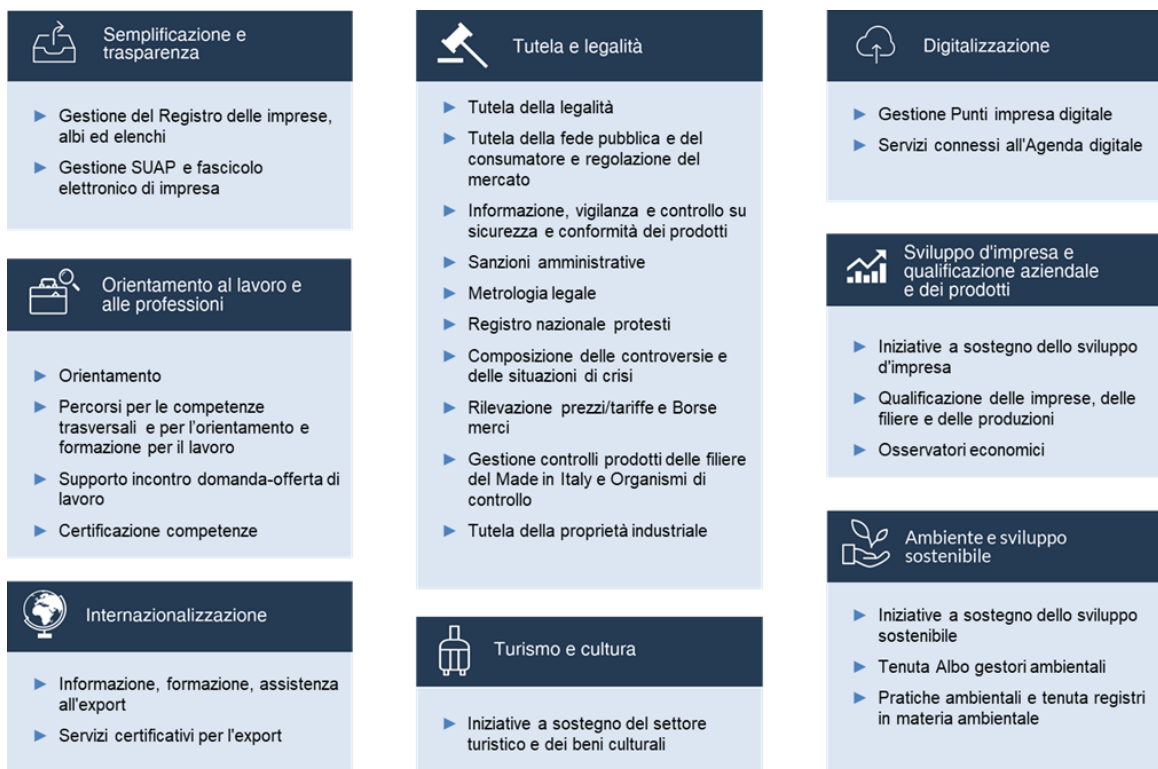 Semplificazione e
trasparenza
Gestione del Registro delle imprese,
albi ed elenchi
Gestione SUAP e fascicolo
elettronico di impresa
Orientamento al lavoro e
alle professioni
Orientamento
Percorsi per le competenze
trasversali e per l'orientamento e
formazione per il lavoro
Supporto incontro domanda-offerta di
lavoro
Certificazione competenze
Internazionalizzazione
Informazione, formazione, assistenza
all'export
Servizi certificativi per l'export
Tutela e legalità
Tutela della legalità
Tutela della fede pubblica e del
consumatore e regolazione del
mercato
Informazione, vigilanza e controllo su
sicurezza e conformità dei prodotti
Sanzioni amministrative
Metrologia legale
Registro nazionale protesti
Composizione delle controversie e
delle situazioni di crisi
Rilevazione prezzi/tariffe e Borse
merci
Gestione controlli prodotti delle filiere
del Made in Italy e Organismi di
controllo
Tutela della proprietà industriale
Turismo e cultura
Iniziative a sostegno del settore
turistico e dei beni culturali
Digitalizzazione
Gestione Punti impresa digitale
Servizi connessi all'Agenda digitale
Sviluppo d'impresa e
qualificazione aziendale
e dei prodotti
Iniziative a sostegno dello sviluppo
d'impresa
Qualificazione delle imprese, delle
filiere e delle produzioni
Osservatori economici
Ambiente e sviluppo
sostenibile
Iniziative a sostegno dello sviluppo
sostenibile
Tenuta Albo gestori ambientali
Pratiche ambientali e tenuta registri
in materia ambientale